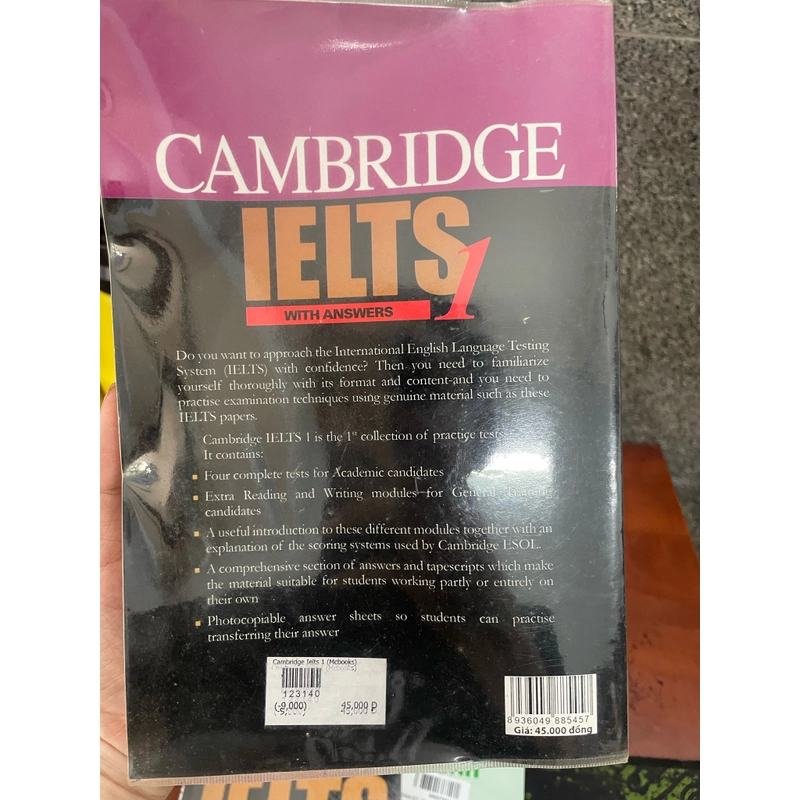 CAMBRIDGE
IELTS 1
WITH ANSWERS
Do you want to approach the International English Language Testing
System (IELTS) with confidence? Then you need to familiarize
yourself thoroughly with its format and content-and you need to
practise examination techniques using genuine material such as these
IELTS papers.
Cambridge IELTS 1 is the 1st collection of practice tests
It contains:
Four complete tests for Academic candidates
Extra Reading and Writing modules for General Training
candidates
A useful introduction to these different modules together with an
explanation of the scoring systems used by Cambridge ESOL.
A comprehensive section of answers and tapescripts which make
the material suitable for students working partly or entirely on
their own
Photocopiable answer sheets so students can practise
transferring their answer
Cambridge Ielts 1 (Mcbooks)
123140
45,000 Đ
8 936049 885457
Giá: 45.000 đồng
IELTS